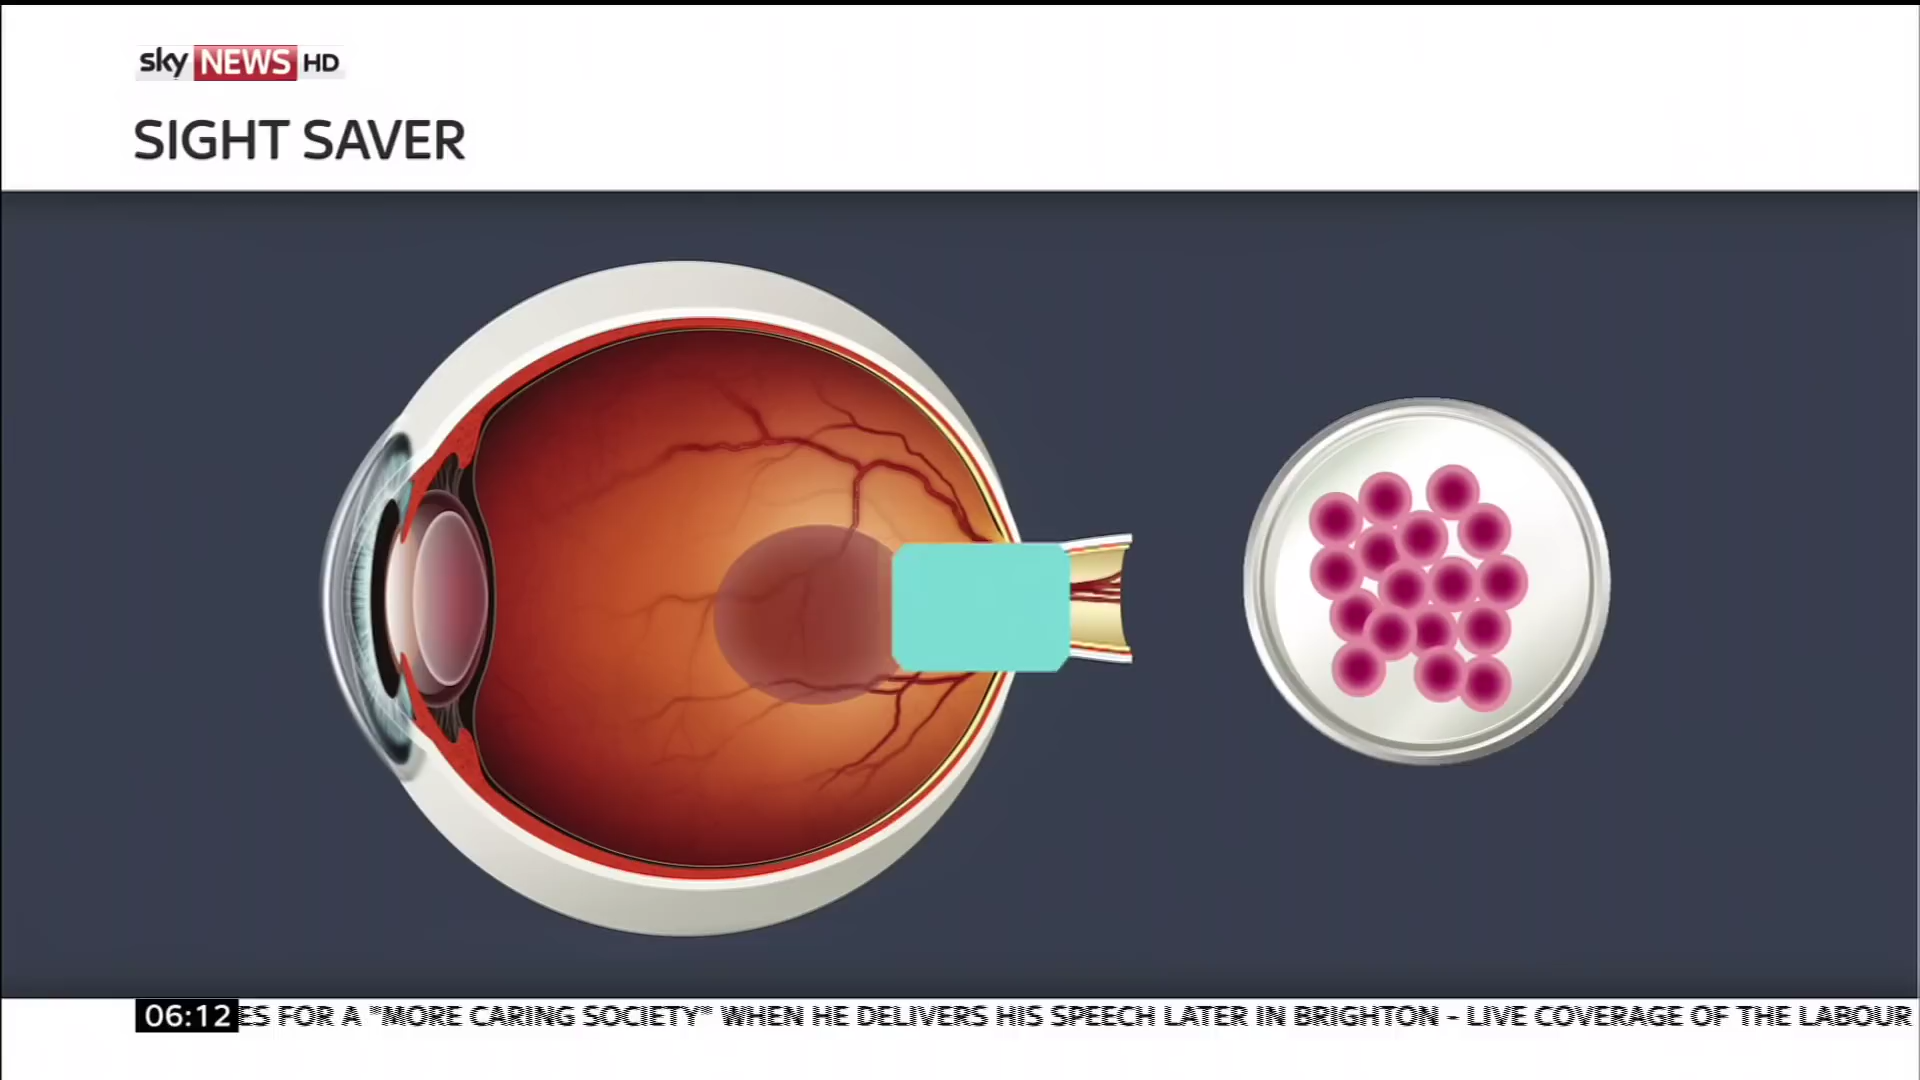 sky NEWS HD
SIGHT SAVER
06:12 ES FOR A "MORE CARING SOCIETY" WHEN HE DELIVERS HIS SPEECH LATER IN BRIGHTON - LIVE COVERAGE OF THE LABOUR